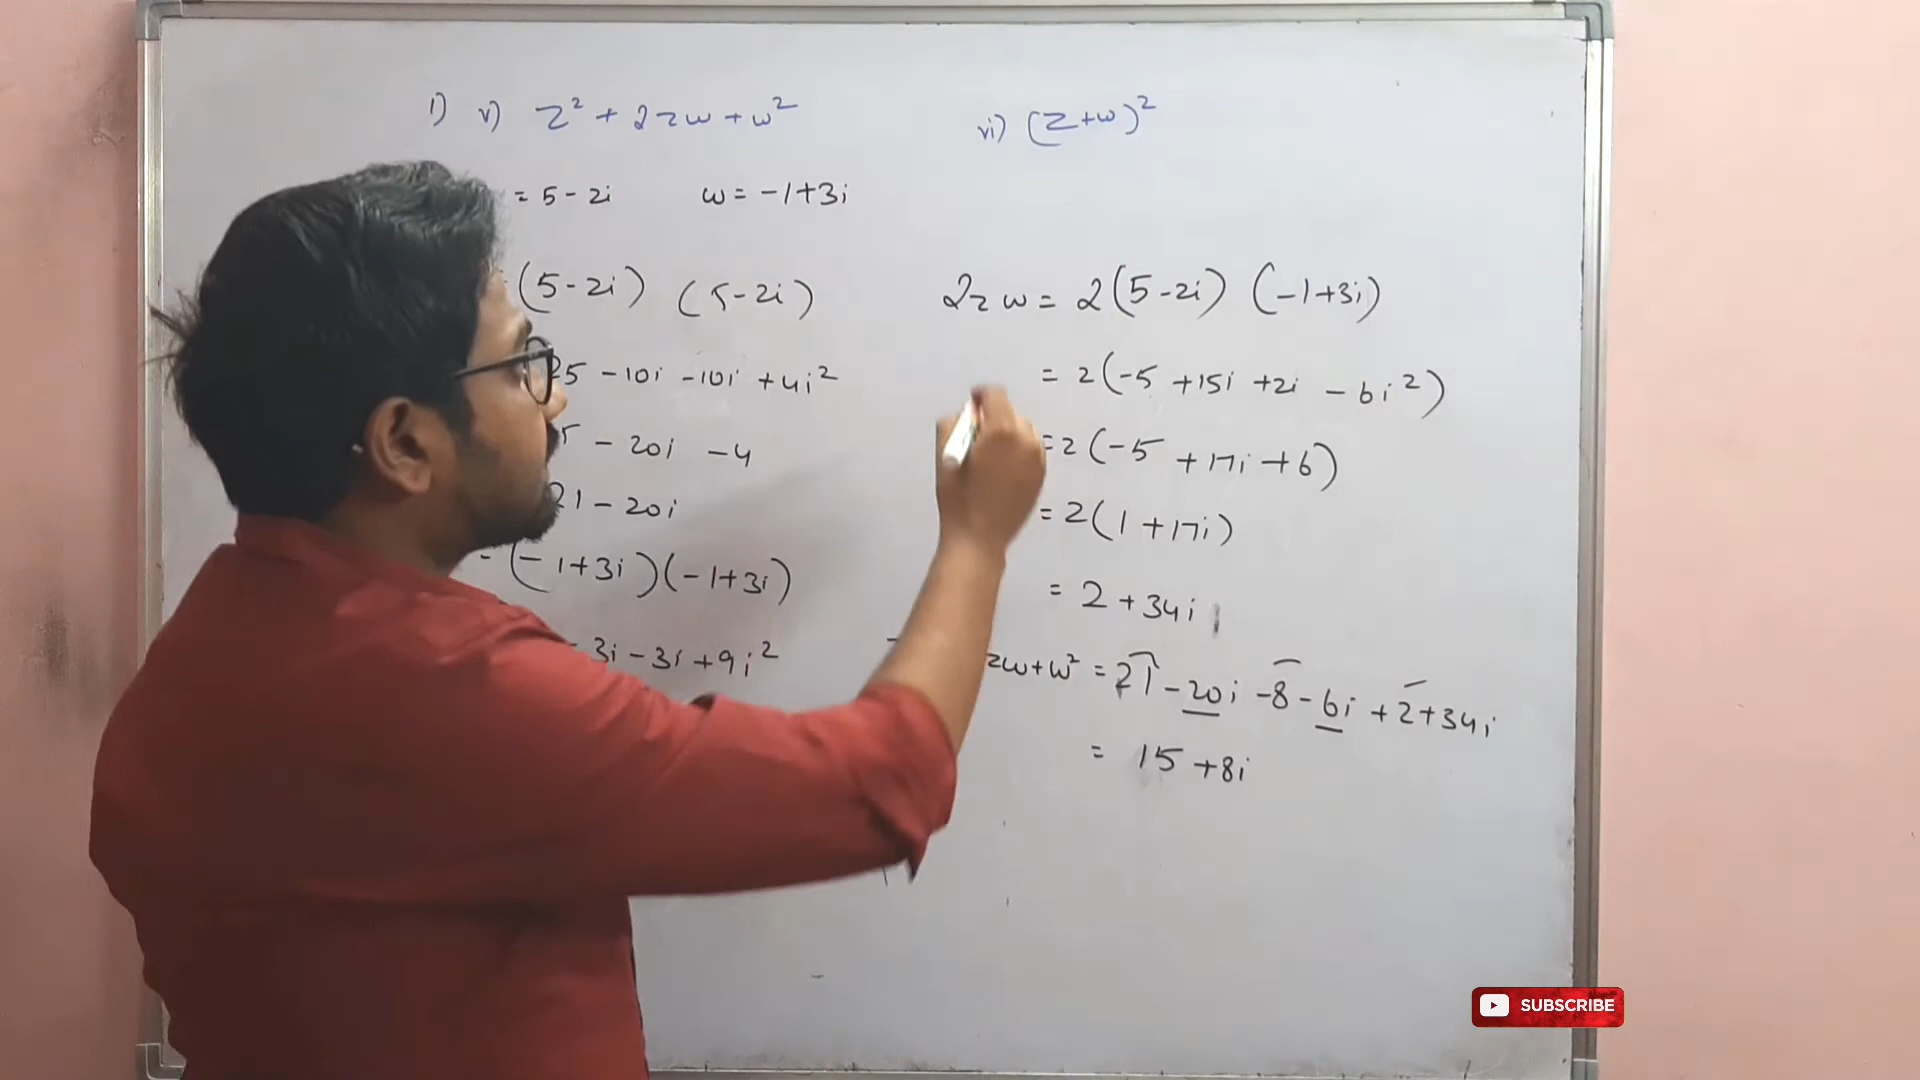 i) v) z² + 2zw + w²
= 5 - 2i w = -1+3i
(5-2i) (5-2i)
25 -10i -10i +4i²
- 20i -4
21 - 20i
= (-1+3i)(-1+3i)
- 3i - 3i + 9i²
vi) (z+w)²
2zw = 2(5-2i) (-1+3i)
= 2(-5 +15i +2i - 6i²)
=2(-5 +17i +6)
= 2(1 +17i)
= 2 + 34i
zw+w² = 21 - 20i -8 - 6i + 2 + 34i
= 15 + 8i
SUBSCRIBE